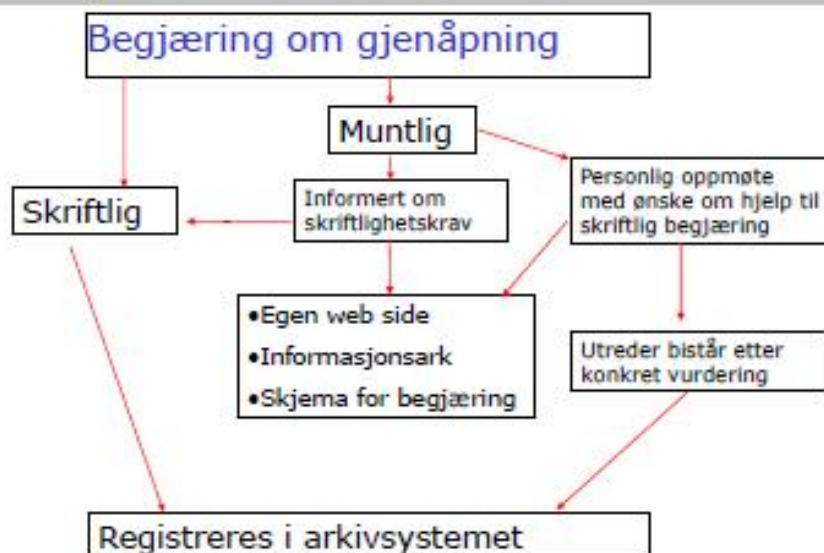 Begjæring om gjenåpning
Muntlig
Skriftlig
Informert om
skriftlighetskrav
Personlig oppmøte
med ønske om hjelp til
skriftlig begjæring
•Egen web side
•Informasjonsark
•Skjema for begjæring
Utreder bistår etter
konkret vurdering
Registreres i arkivsystemet